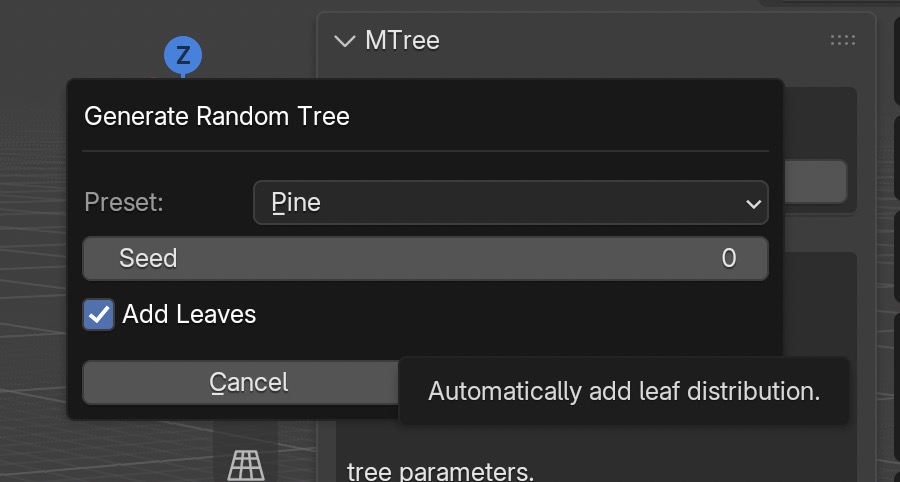 MTree
Z
Generate Random Tree
Preset: Pine
Seed 0
Add Leaves
Cancel
Automatically add leaf distribution.
tree parameters.